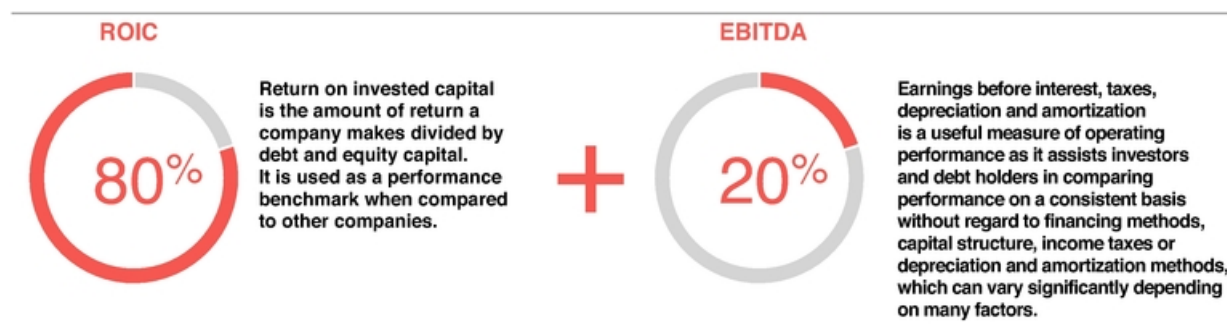 ROIC
80%
Return on invested capital
is the amount of return a
company makes divided by
debt and equity capital.
It is used as a performance
benchmark when compared
to other companies.
+
EBITDA
20%
Earnings before interest, taxes,
depreciation and amortization
is a useful measure of operating
performance as it assists investors
and debt holders in comparing
performance on a consistent basis
without regard to financing methods,
capital structure, income taxes or
depreciation and amortization methods,
which can vary significantly depending
on many factors.